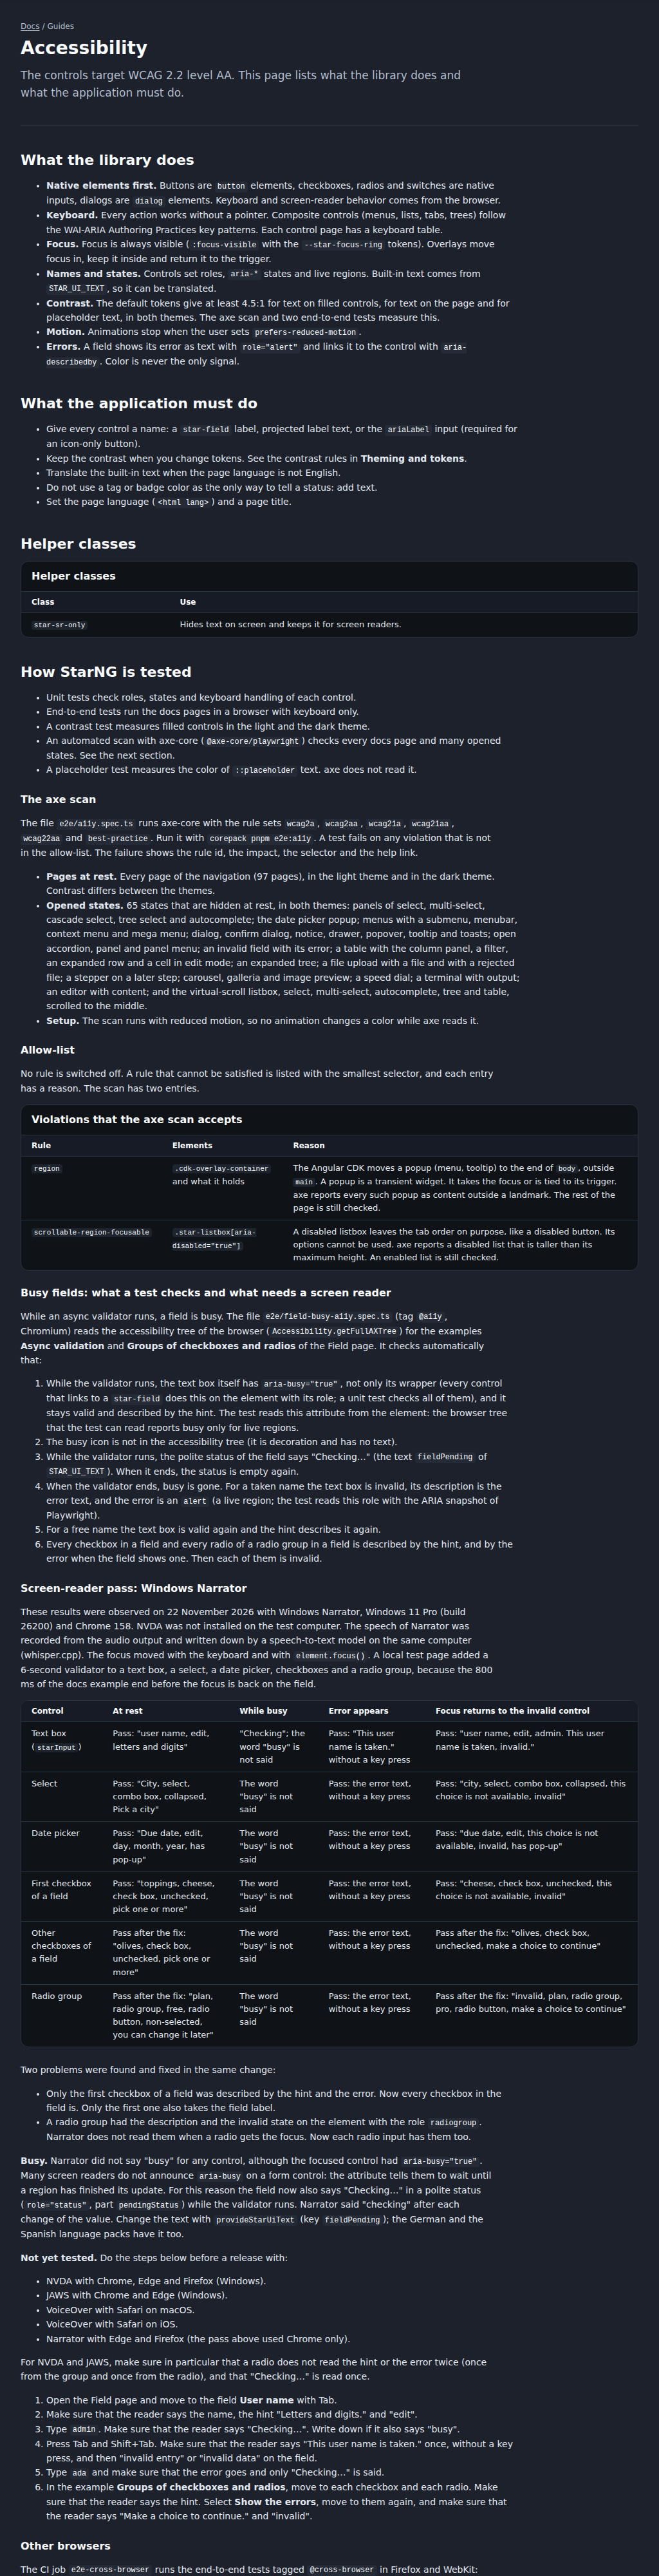 Docs / Guides
Accessibility
The controls target WCAG 2.2 level AA. This page lists what the library does and
what the application must do.
What the library does
• Native elements first. Buttons are button elements, checkboxes, radios and switches are native
inputs, dialogs are dialog elements. Keyboard and screen-reader behavior comes from the browser.
• Keyboard. Every action works without a pointer. Composite controls (menus, lists, tabs, trees) follow
the WAI-ARIA Authoring Practices key patterns. Each control page has a keyboard table.
• Focus. Focus is always visible ( :focus-visible with the --star-focus-ring tokens). Overlays move
focus in, keep it inside and return it to the trigger.
• Names and states. Controls set roles, aria-* states and live regions. Built-in text comes from
STAR_UI_TEXT , so it can be translated.
• Contrast. The default tokens give at least 4.5:1 for text on filled controls, for text on the page and for
placeholder text, in both themes. The axe scan and two end-to-end tests measure this.
• Motion. Animations stop when the user sets prefers-reduced-motion .
• Errors. A field shows its error as text with role="alert" and links it to the control with aria-
describedby . Color is never the only signal.
What the application must do
• Give every control a name: a star-field label, projected label text, or the ariaLabel input (required for
an icon-only button).
• Keep the contrast when you change tokens. See the contrast rules in Theming and tokens.
• Translate the built-in text when the page language is not English.
• Do not use a tag or badge color as the only way to tell a status: add text.
• Set the page language ( <html lang> ) and a page title.
Helper classes
Helper classes
Class Use
star-sr-only Hides text on screen and keeps it for screen readers.
How StarNG is tested
• Unit tests check roles, states and keyboard handling of each control.
• End-to-end tests run the docs pages in a browser with keyboard only.
• A contrast test measures filled controls in the light and the dark theme.
• An automated scan with axe-core ( @axe-core/playwright ) checks every docs page and many opened
states. See the next section.
• A placeholder test measures the color of ::placeholder text. axe does not read it.
The axe scan
The file e2e/a11y.spec.ts runs axe-core with the rule sets wcag2a , wcag2aa , wcag21a , wcag21aa ,
wcag22aa and best-practice . Run it with corepack pnpm e2e:a11y . A test fails on any violation that is not
in the allow-list. The failure shows the rule id, the impact, the selector and the help link.
• Pages at rest. Every page of the navigation (97 pages), in the light theme and in the dark theme.
Contrast differs between the themes.
• Opened states. 65 states that are hidden at rest, in both themes: panels of select, multi-select,
cascade select, tree select and autocomplete; the date picker popup; menus with a submenu, menubar,
context menu and mega menu; dialog, confirm dialog, notice, drawer, popover, tooltip and toasts; open
accordion, panel and panel menu; an invalid field with its error; a table with the column panel, a filter,
an expanded row and a cell in edit mode; an expanded tree; a file upload with a file and with a rejected
file; a stepper on a later step; carousel, galleria and image preview; a speed dial; a terminal with output;
an editor with content; and the virtual-scroll listbox, select, multi-select, autocomplete, tree and table,
scrolled to the middle.
• Setup. The scan runs with reduced motion, so no animation changes a color while axe reads it.
Allow-list
No rule is switched off. A rule that cannot be satisfied is listed with the smallest selector, and each entry
has a reason. The scan has two entries.
Violations that the axe scan accepts
Rule Elements Reason
region .cdk-overlay-container and what it holds The Angular CDK moves a popup (menu, tooltip) to the end of body , outside
main . A popup is a transient widget. It takes the focus or is tied to its trigger.
axe reports every such popup as content outside a landmark. The rest of the
page is still checked.
scrollable-region-focusable .star-listbox[aria-disabled="true"] A disabled listbox leaves the tab order on purpose, like a disabled button. Its
options cannot be used. axe reports a disabled list that is taller than its
maximum height. An enabled list is still checked.
Busy fields: what a test checks and what needs a screen reader
While an async validator runs, a field is busy. The file e2e/field-busy-a11y.spec.ts (tag @a11y ,
Chromium) reads the accessibility tree of the browser ( Accessibility.getFullAXTree ) for the examples
Async validation and Groups of checkboxes and radios of the Field page. It checks automatically
that:
1. While the validator runs, the text box itself has aria-busy="true" , not only its wrapper (every control
that links to a star-field does this on the element with its role; a unit test checks all of them), and it
stays valid and described by the hint. The test reads this attribute from the element: the browser tree
that the test can read reports busy only for live regions.
2. The busy icon is not in the accessibility tree (it is decoration and has no text).
3. While the validator runs, the polite status of the field says "Checking…" (the text fieldPending of
STAR_UI_TEXT ). When it ends, the status is empty again.
4. When the validator ends, busy is gone. For a taken name the text box is invalid, its description is the
error text, and the error is an alert (a live region; the test reads this role with the ARIA snapshot of
Playwright).
5. For a free name the text box is valid again and the hint describes it again.
6. Every checkbox in a field and every radio of a radio group in a field is described by the hint, and by the
error when the field shows one. Then each of them is invalid.
Screen-reader pass: Windows Narrator
These results were observed on 22 November 2026 with Windows Narrator, Windows 11 Pro (build
26200) and Chrome 158. NVDA was not installed on the test computer. The speech of Narrator was
recorded from the audio output and written down by a speech-to-text model on the same computer
(whisper.cpp). The focus moved with the keyboard and with element.focus() . A local test page added a
6-second validator to a text box, a select, a date picker, checkboxes and a radio group, because the 800
ms of the docs example end before the focus is back on the field.
Control At rest While busy Error appears Focus returns to the invalid control
Text box ( starInput ) Pass: "user name, edit, letters and digits" "Checking"; the word "busy" is not said Pass: "This user name is taken." without a key press Pass: "user name, edit, admin. This user name is taken, invalid."
Select Pass: "City, select, combo box, collapsed, Pick a city" The word "busy" is not said Pass: the error text, without a key press Pass: "city, select, combo box, collapsed, this choice is not available, invalid"
Date picker Pass: "Due date, edit, day, month, year, has pop-up" The word "busy" is not said Pass: the error text, without a key press Pass: "due date, edit, this choice is not available, invalid, has pop-up"
First checkbox of a field Pass: "toppings, cheese, check box, unchecked, pick one or more" The word "busy" is not said Pass: the error text, without a key press Pass: "cheese, check box, unchecked, this choice is not available, invalid"
Other checkboxes of a field Pass after the fix: "olives, check box, unchecked, pick one or more" The word "busy" is not said Pass: the error text, without a key press Pass after the fix: "olives, check box, unchecked, make a choice to continue"
Radio group Pass after the fix: "plan, radio group, free, radio button, non-selected, you can change it later" The word "busy" is not said Pass: the error text, without a key press Pass after the fix: "invalid, plan, radio group, pro, radio button, make a choice to continue"
Two problems were found and fixed in the same change:
• Only the first checkbox of a field was described by the hint and the error. Now every checkbox in the
field is. Only the first one also takes the field label.
• A radio group had the description and the invalid state on the element with the role radiogroup .
Narrator does not read them when a radio gets the focus. Now each radio input has them too.
Busy. Narrator did not say "busy" for any control, although the focused control had aria-busy="true" .
Many screen readers do not announce aria-busy on a form control: the attribute tells them to wait until
a region has finished its update. For this reason the field now also says "Checking…" in a polite status
( role="status" , part pendingStatus ) while the validator runs. Narrator said "checking" after each
change of the value. Change the text with provideStarUiText (key fieldPending ); the German and the
Spanish language packs have it too.
Not yet tested. Do the steps below before a release with:
• NVDA with Chrome, Edge and Firefox (Windows).
• JAWS with Chrome and Edge (Windows).
• VoiceOver with Safari on macOS.
• VoiceOver with Safari on iOS.
• Narrator with Edge and Firefox (the pass above used Chrome only).
For NVDA and JAWS, make sure in particular that a radio does not read the hint or the error twice (once
from the group and once from the radio), and that "Checking…" is read once.
1. Open the Field page and move to the field User name with Tab.
2. Make sure that the reader says the name, the hint "Letters and digits." and "edit".
3. Type admin . Make sure that the reader says "Checking…". Write down if it also says "busy".
4. Press Tab and Shift+Tab. Make sure that the reader says "This user name is taken." once, without a key
press, and then "invalid entry" or "invalid data" on the field.
5. Type ada and make sure that the error goes and only "Checking…" is said.
6. In the example Groups of checkboxes and radios, move to each checkbox and each radio. Make
sure that the reader says the hint. Select Show the errors, move to them again, and make sure that
the reader says "Make a choice to continue." and "invalid".
Other browsers
The CI job e2e-cross-browser runs the end-to-end tests tagged @cross-browser in Firefox and WebKit: